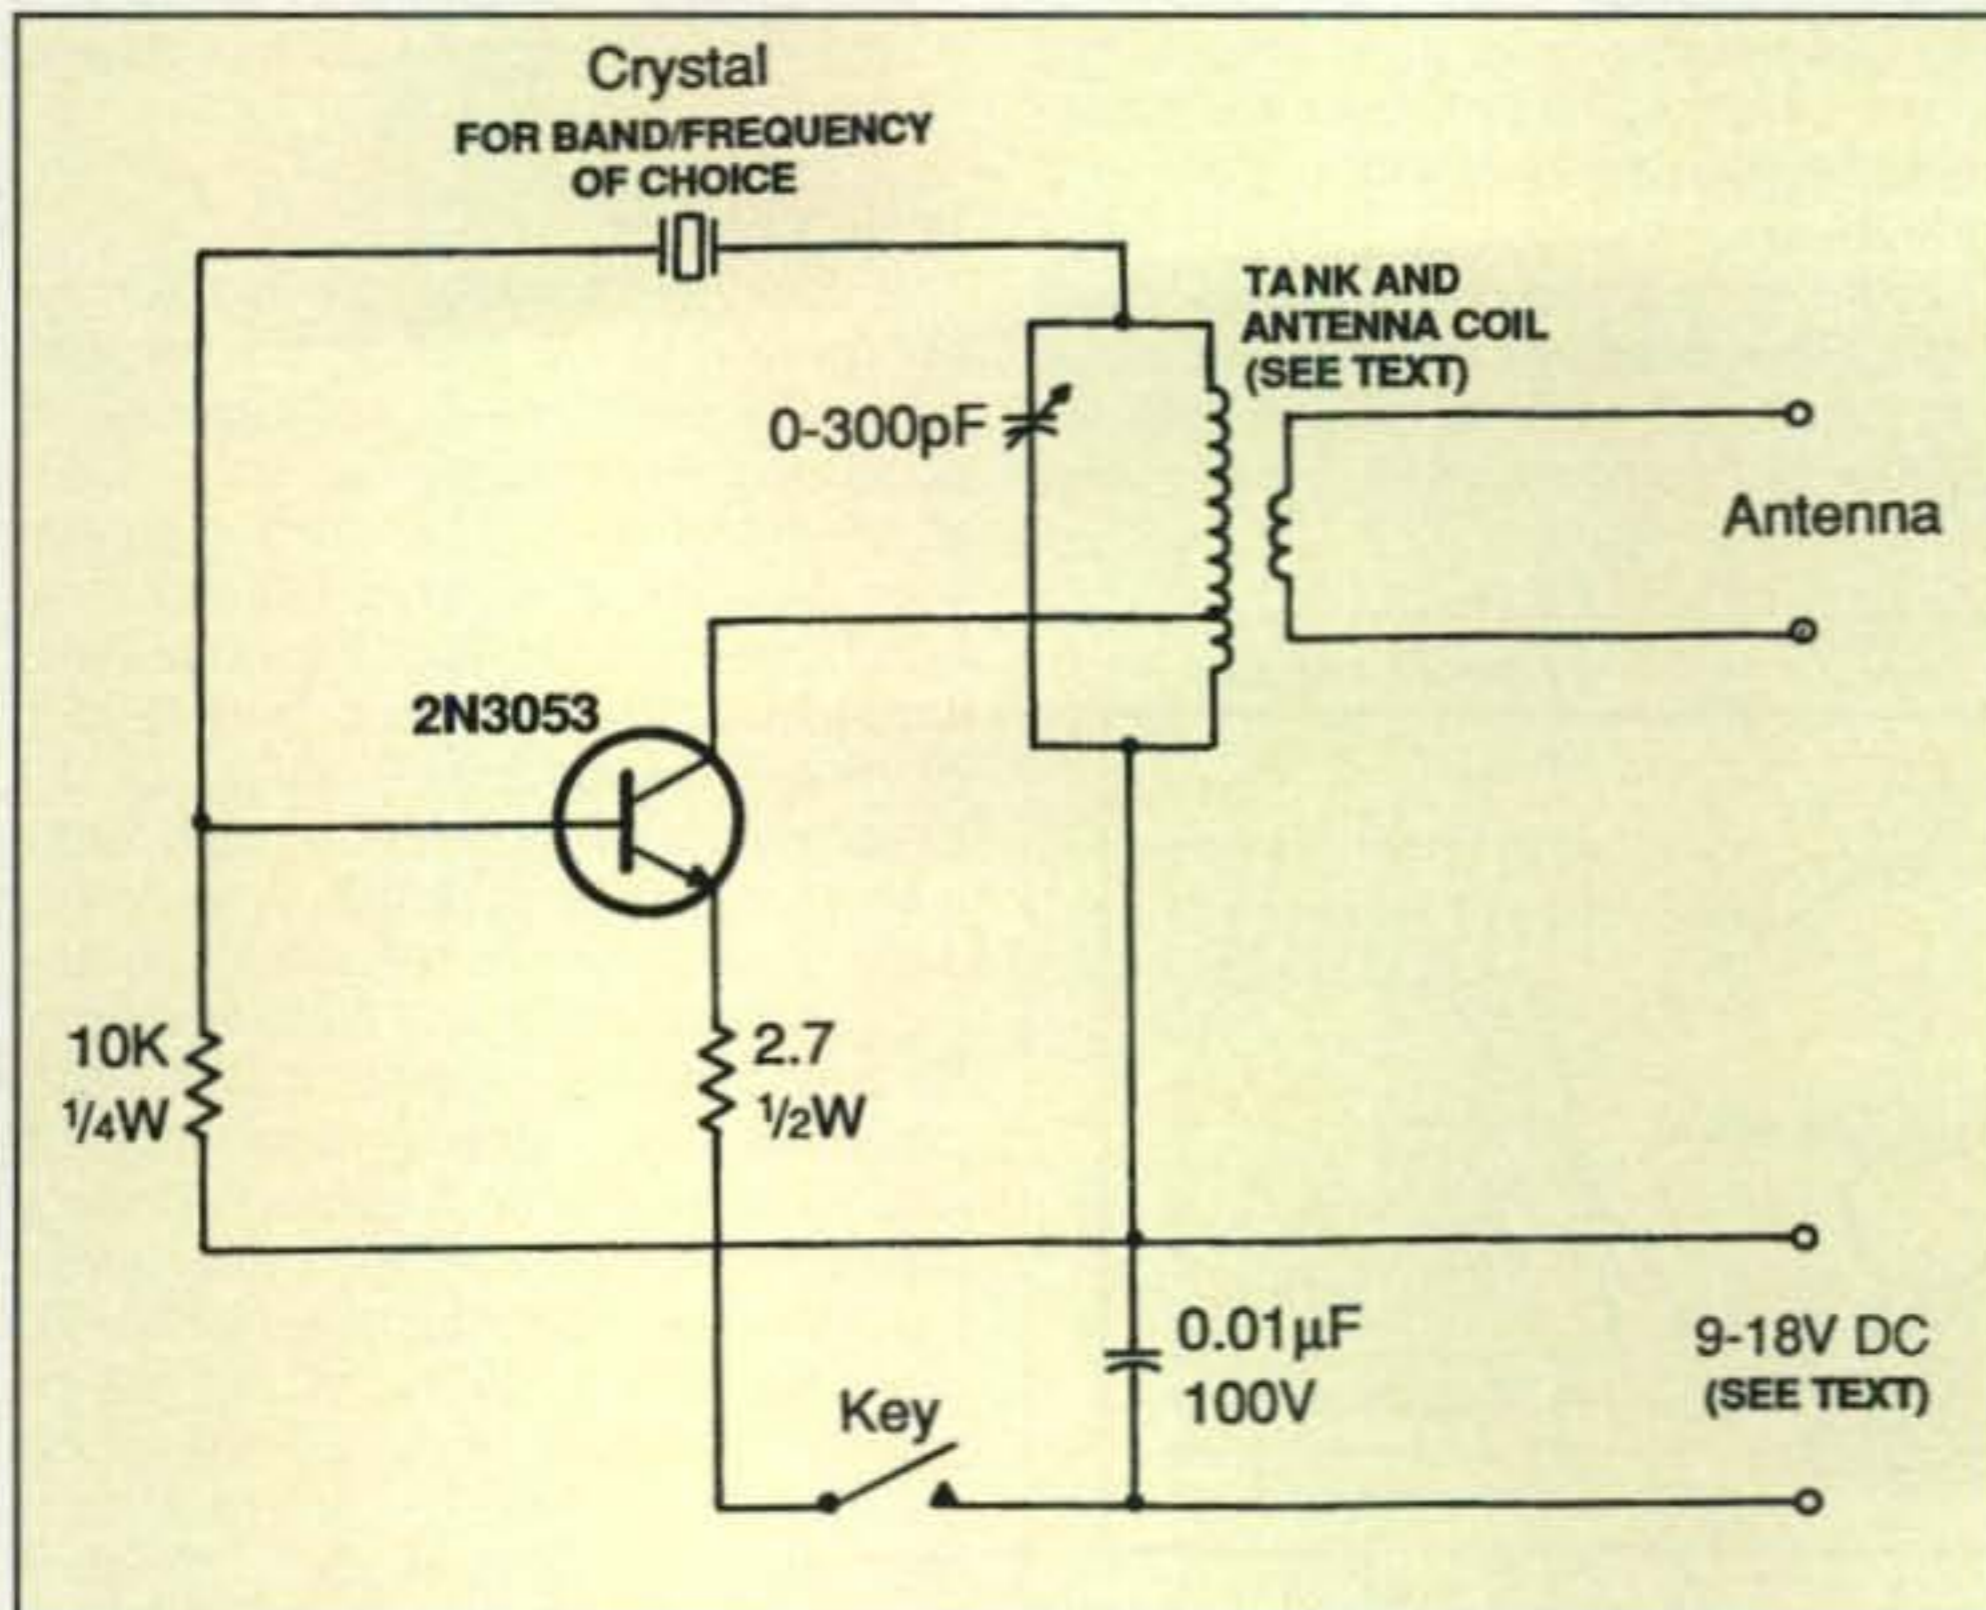 Crystal
FOR BAND/FREQUENCY
OF CHOICE
TANK AND
ANTENNA COIL
(SEE TEXT)
0-300pF
Antenna
2N3053
10K
1/4W
2.7
1/2W
0.01µF
100V
9-18V DC
(SEE TEXT)
Key